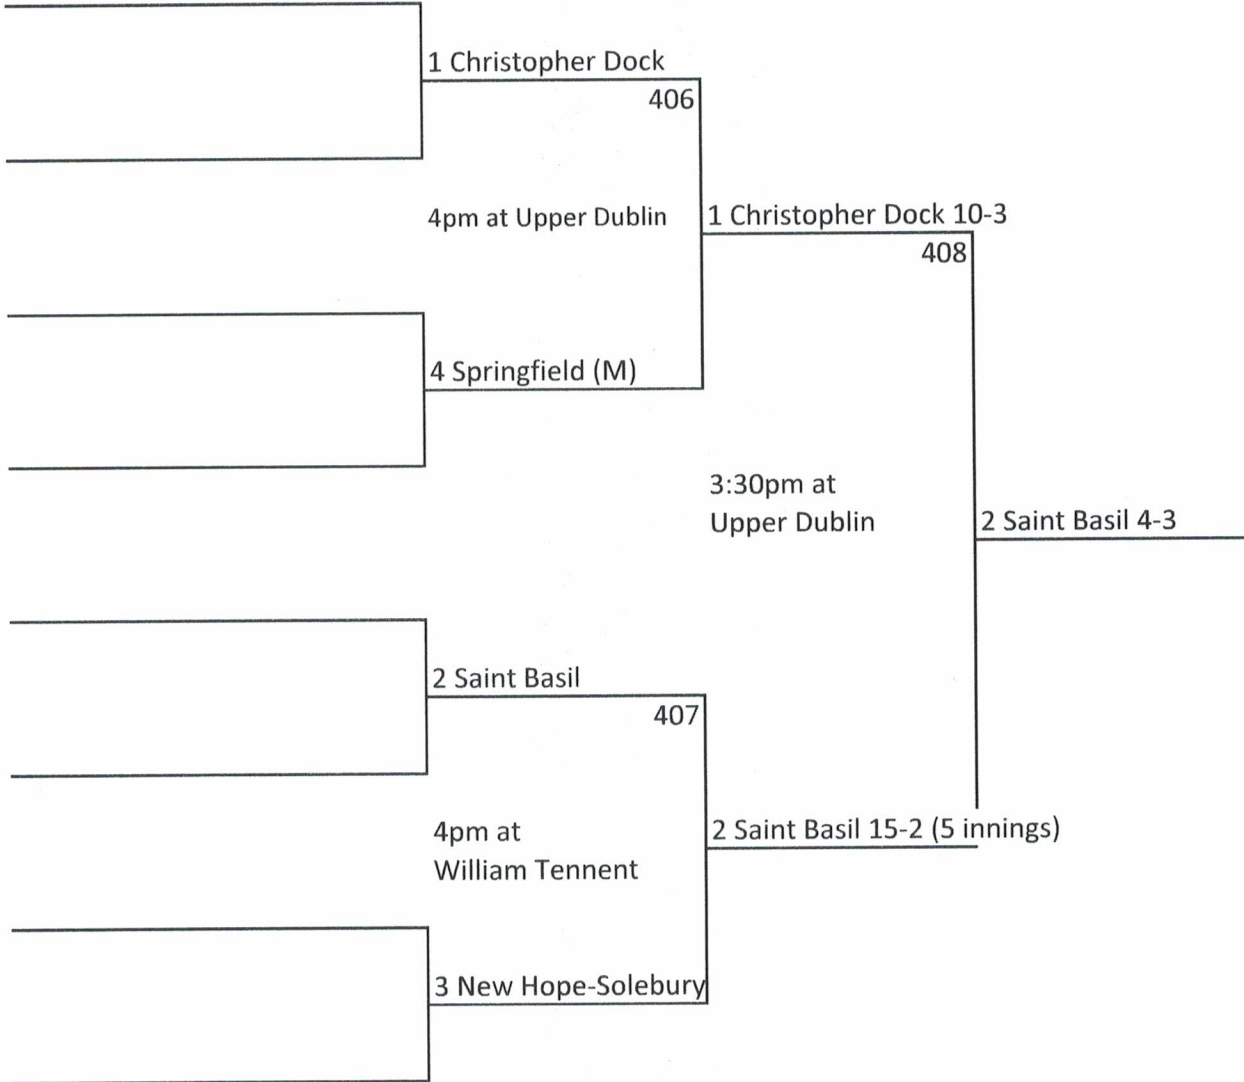 1 Christopher Dock
406
4pm at Upper Dublin
1 Christopher Dock 10-3
408
4 Springfield (M)
3:30pm at
Upper Dublin
2 Saint Basil 4-3
2 Saint Basil
407
4pm at
William Tennent
2 Saint Basil 15-2 (5 innings)
3 New Hope-Solebury